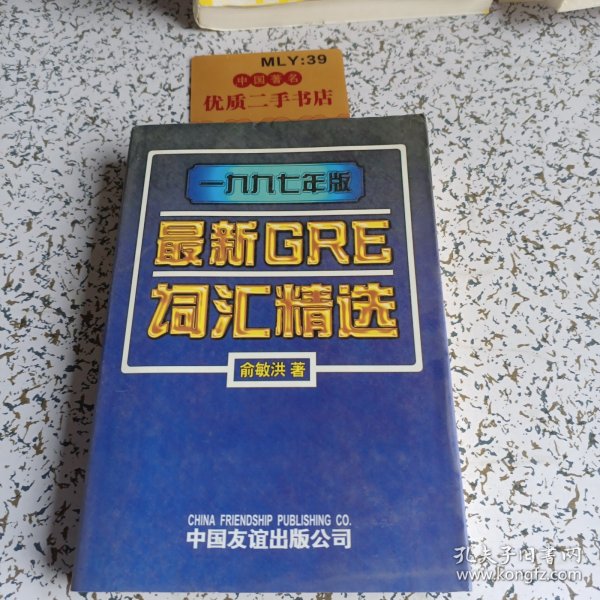 MLY:39
中国著名
优质二手书店
一九九七年版
最新GRE
词汇精选
俞敏洪 著
CHINA FRIENDSHIP PUBLISHING CO.
中国友谊出版公司
孔夫子旧书网
www.kongfz.com